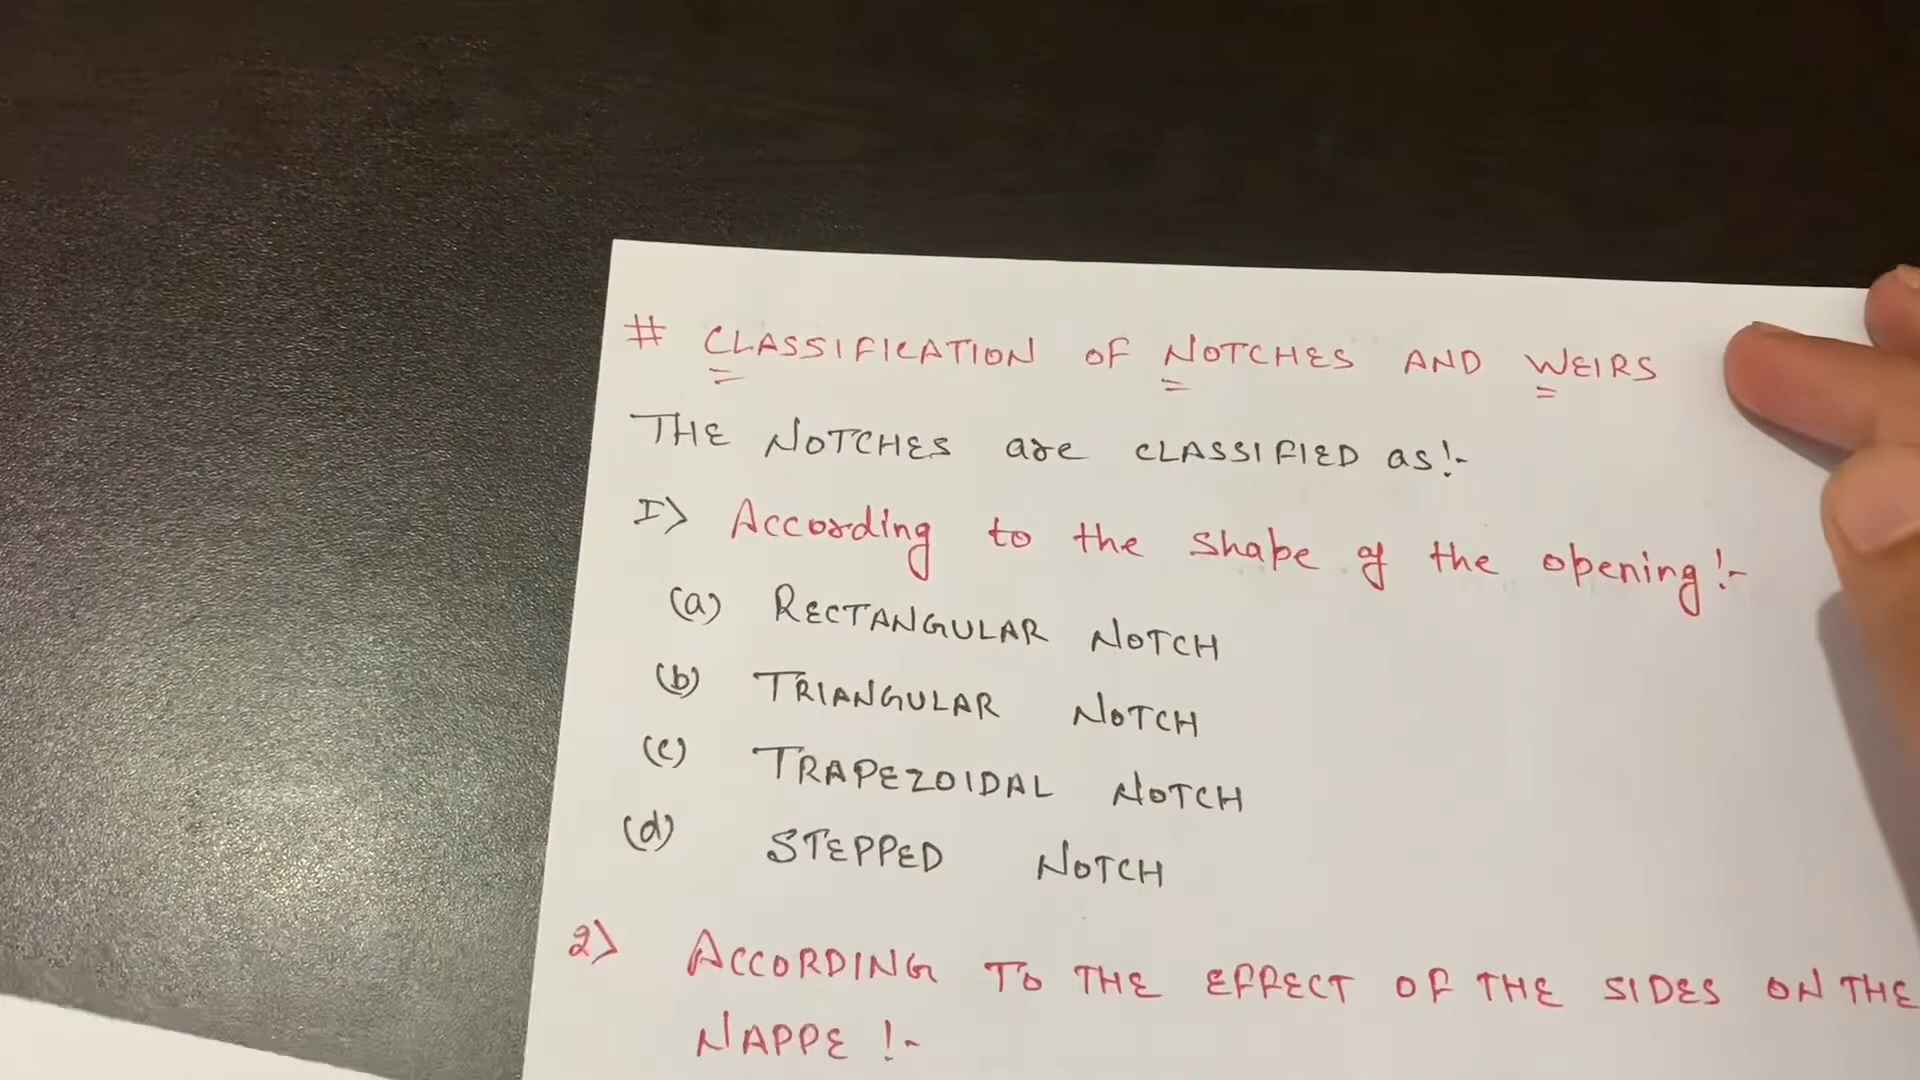 # CLASSIFICATION OF NOTCHES AND WEIRS
THE NOTCHES are CLASSIFIED as:-
I> According to the shape of the opening:-
(a) RECTANGULAR NOTCH
(b) TRIANGULAR NOTCH
(c) TRAPEZOIDAL NOTCH
(d) STEPPED NOTCH
2> ACCORDING TO THE EFFECT OF THE SIDES ON THE
NAPPE :-